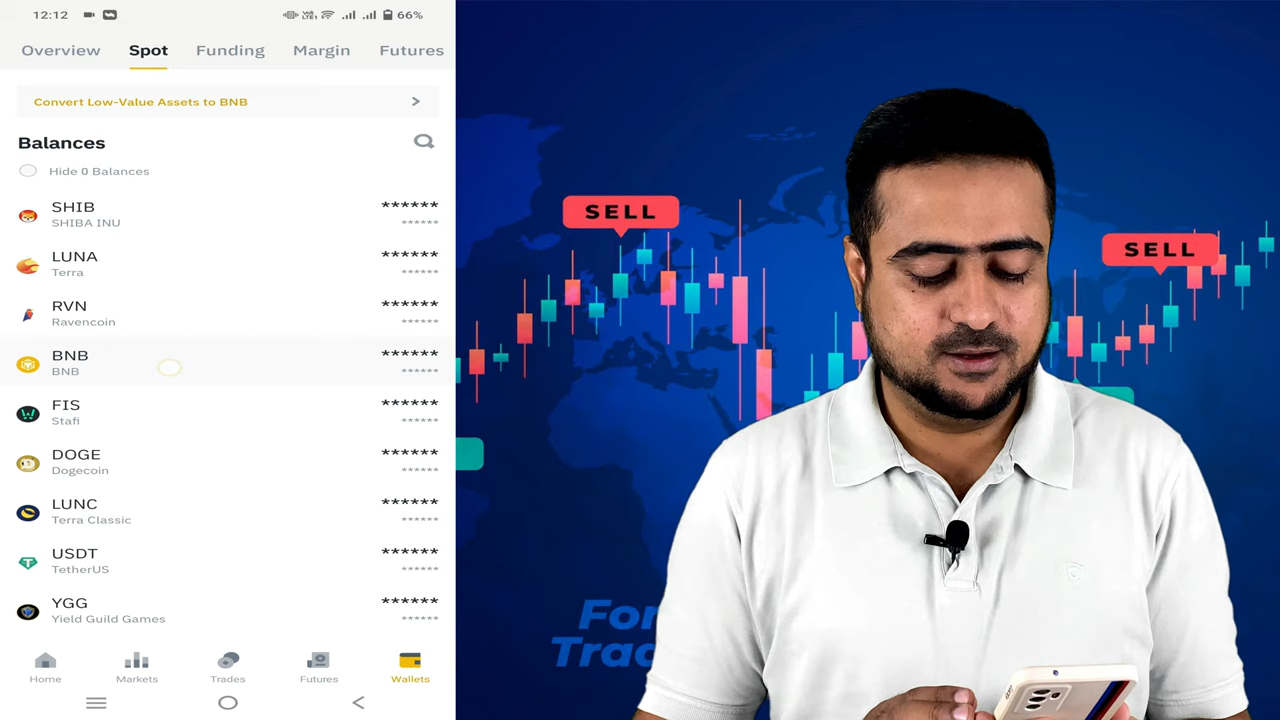 12:12 66%
Overview Spot Funding Margin Futures
Convert Low-Value Assets to BNB
Balances
Hide 0 Balances
SHIB ******
SHIBA INU ******
LUNA ******
Terra ******
RVN ******
Ravencoin ******
BNB ******
BNB ******
FIS ******
Stafi ******
DOGE ******
Dogecoin ******
LUNC ******
Terra Classic ******
USDT ******
TetherUS ******
YGG ******
Yield Guild Games ******
Home Markets Trades Futures Wallets
SELL
SELL